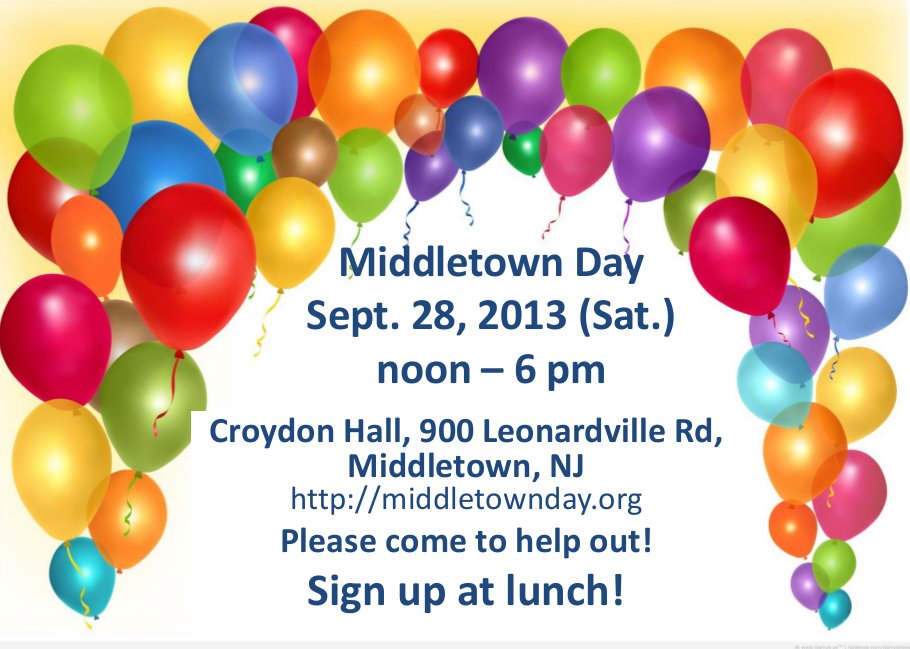 Middletown Day
Sept. 28, 2013 (Sat.)
noon – 6 pm
Croydon Hall, 900 Leonardville Rd,
Middletown, NJ
http://middletownday.org
Please come to help out!
Sign up at lunch!